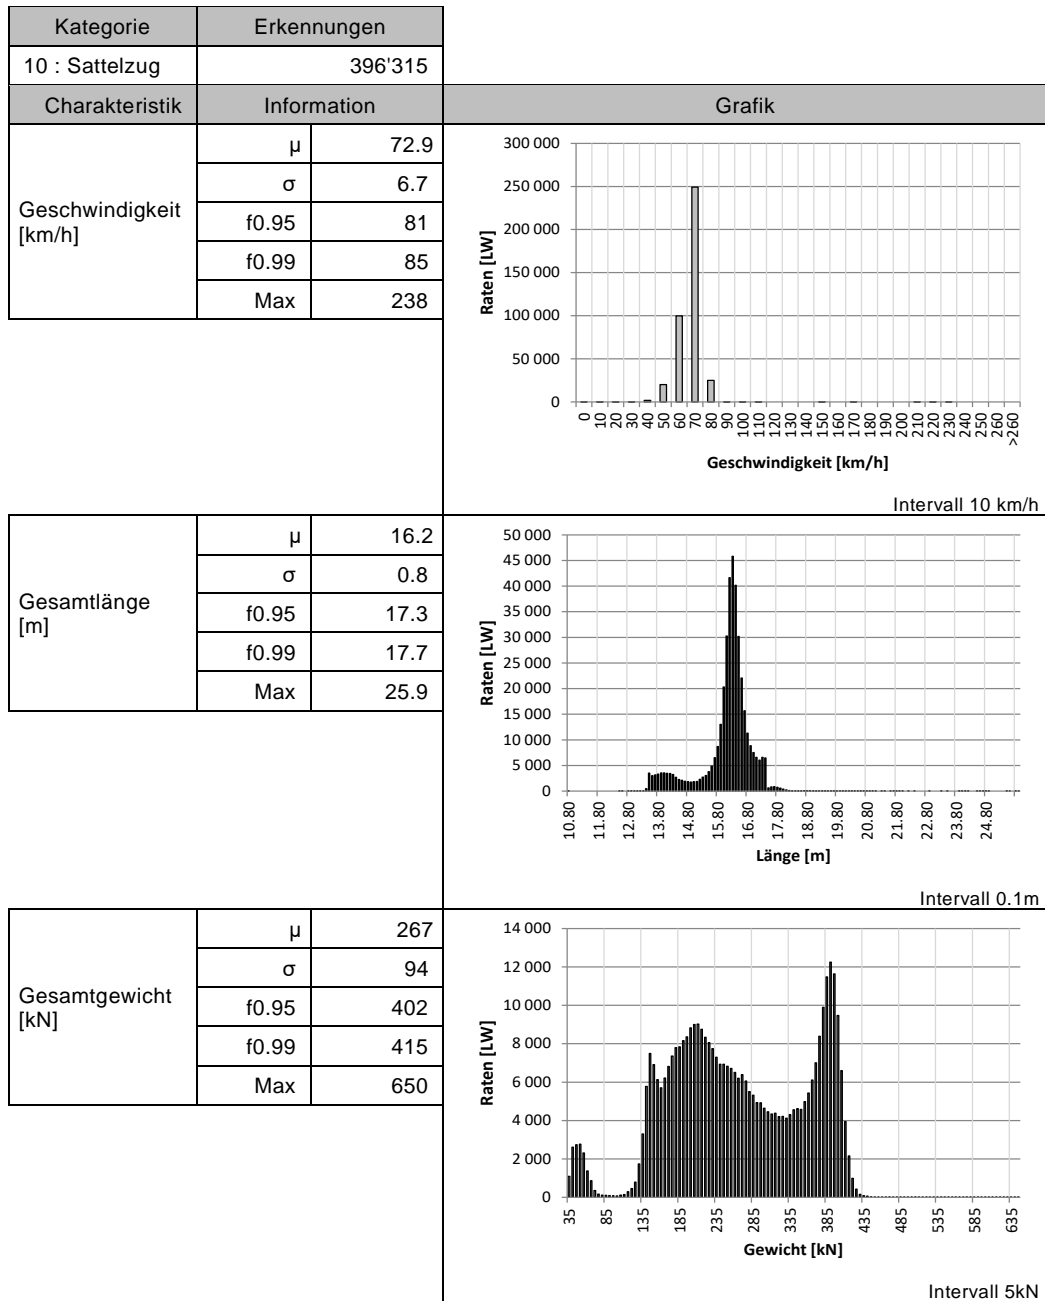 Kategorie Erkennungen
10 : Sattelzug 396'315
Charakteristik Information Grafik
Geschwindigkeit [km/h]
µ 72.9
σ 6.7
f0.95 81
f0.99 85
Max 238
300 000
250 000
200 000
150 000
100 000
50 000
0
Raten [LW]
0 10 20 30 40 50 60 70 80 90 100 110 120 130 140 150 160 170 180 190 200 210 220 230 240 250 260 >260
Geschwindigkeit [km/h]
Intervall 10 km/h
Gesamtlänge
[m]
µ 16.2
σ 0.8
f0.95 17.3
f0.99 17.7
Max 25.9
50 000
45 000
40 000
35 000
30 000
25 000
20 000
15 000
10 000
5 000
0
Raten [LW]
10.80 11.80 12.80 13.80 14.80 15.80 16.80 17.80 18.80 19.80 20.80 21.80 22.80 23.80 24.80
Länge [m]
Intervall 0.1m
Gesamtgewicht
[kN]
µ 267
σ 94
f0.95 402
f0.99 415
Max 650
14 000
12 000
10 000
8 000
6 000
4 000
2 000
0
Raten [LW]
35 85 135 185 235 285 335 385 435 485 535 585 635
Gewicht [kN]
Intervall 5kN